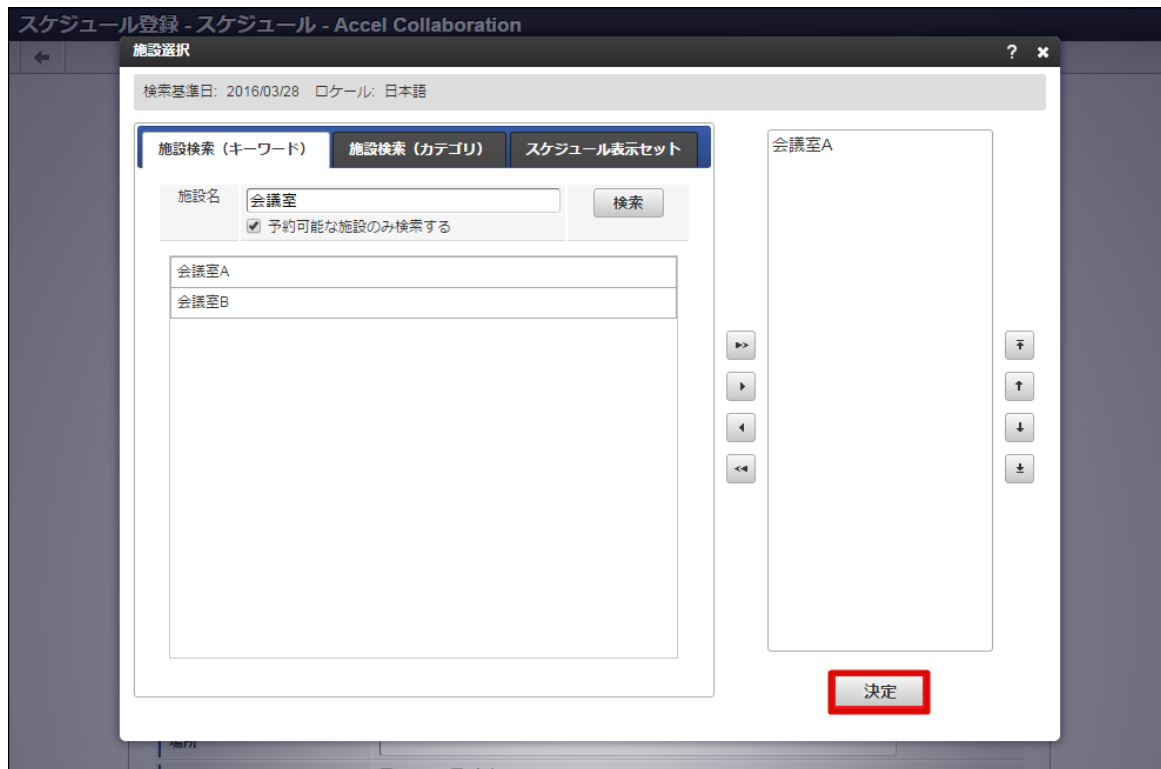 スケジュール登録 - スケジュール - Accel Collaboration
施設選択
?
検索基準日: 2016/03/28 ロケール: 日本語
施設検索（キーワード） 施設検索（カテゴリ） スケジュール表示セット
施設名 会議室 検索
予約可能な施設のみ検索する
会議室A
会議室B
会議室A
決定
場所